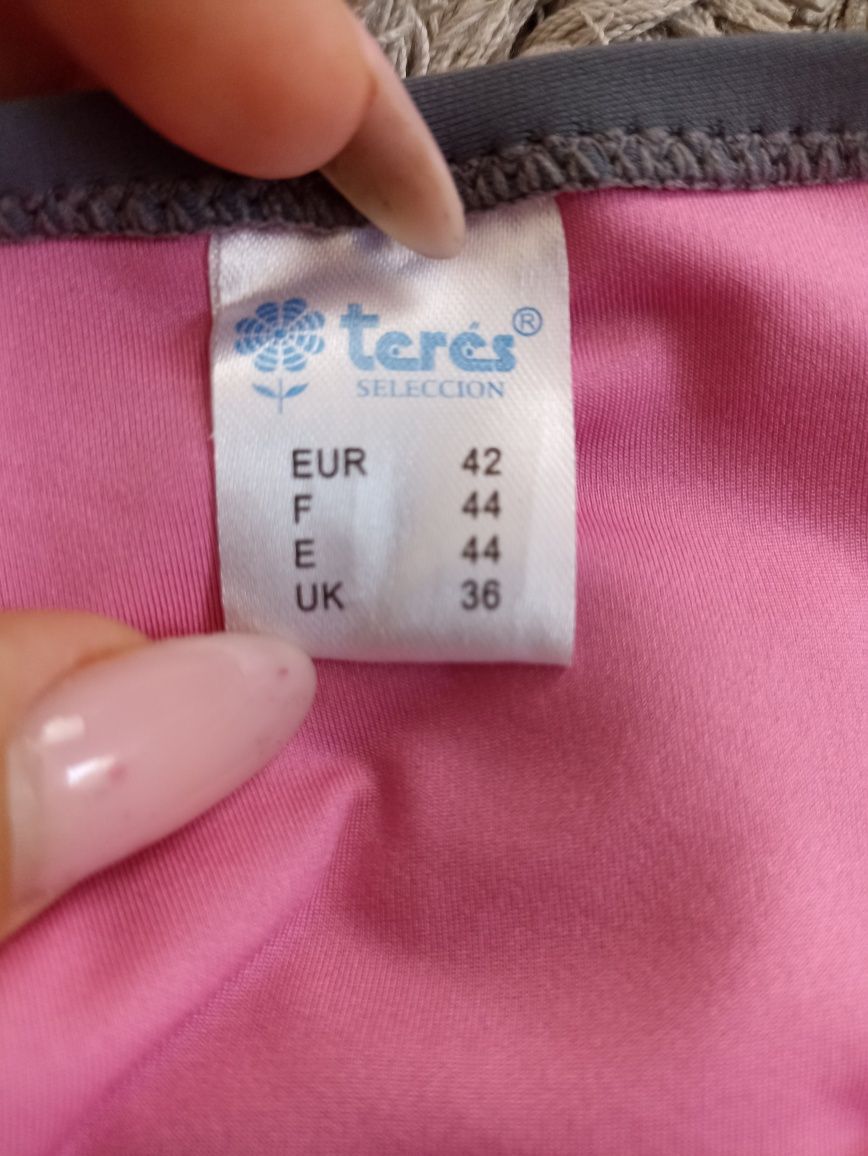 terés®
SELECCION
EUR 42
F 44
E 44
UK 36